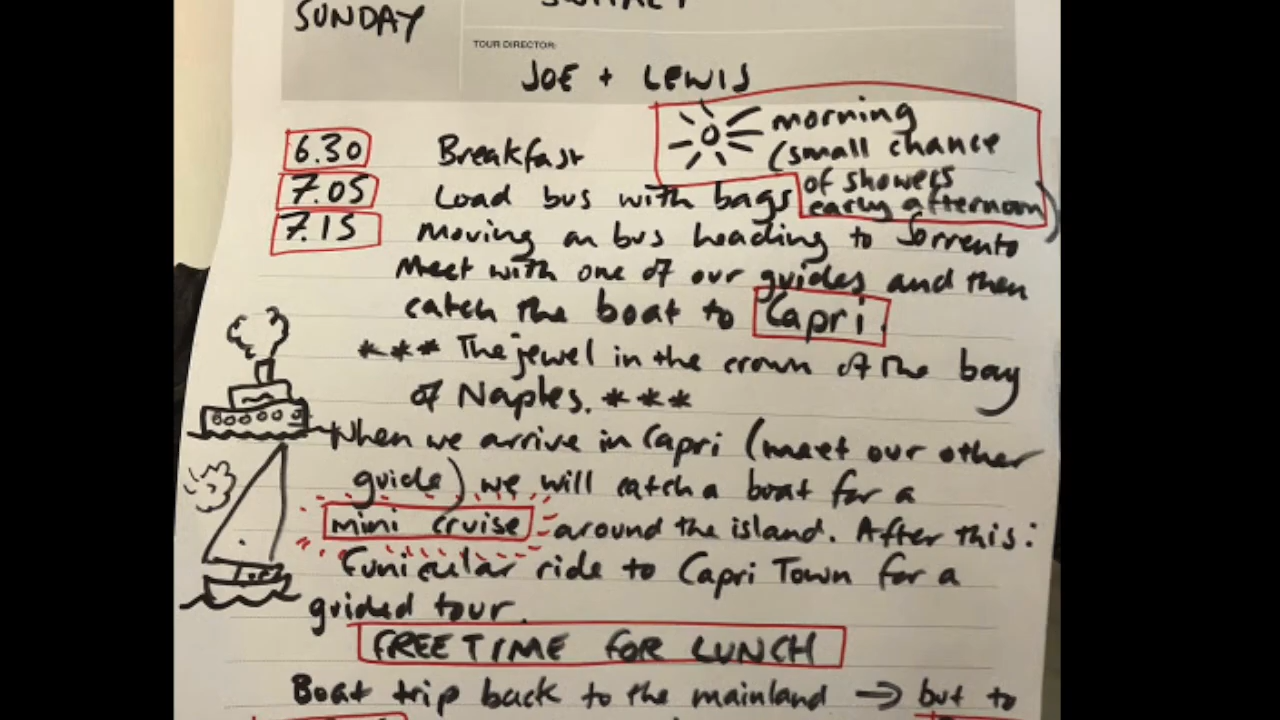 SUNDAY
TOUR DIRECTOR:
JOE + LEWIS
morning
(small chance
of showers
early afternoon)
6.30 Breakfast
7.05 Load bus with bags
7.15 Moving on bus heading to Sorrento
Meet with one of our guides and then
catch the boat to Capri.
*** The jewel in the crown of the bay
of Naples. ***
When we arrive in Capri (meet our other
guide) we will catch a boat for a
mini cruise around the island. After this:
Funicular ride to Capri Town for a
guided tour.
FREE TIME FOR LUNCH
Boat trip back to the mainland → but to